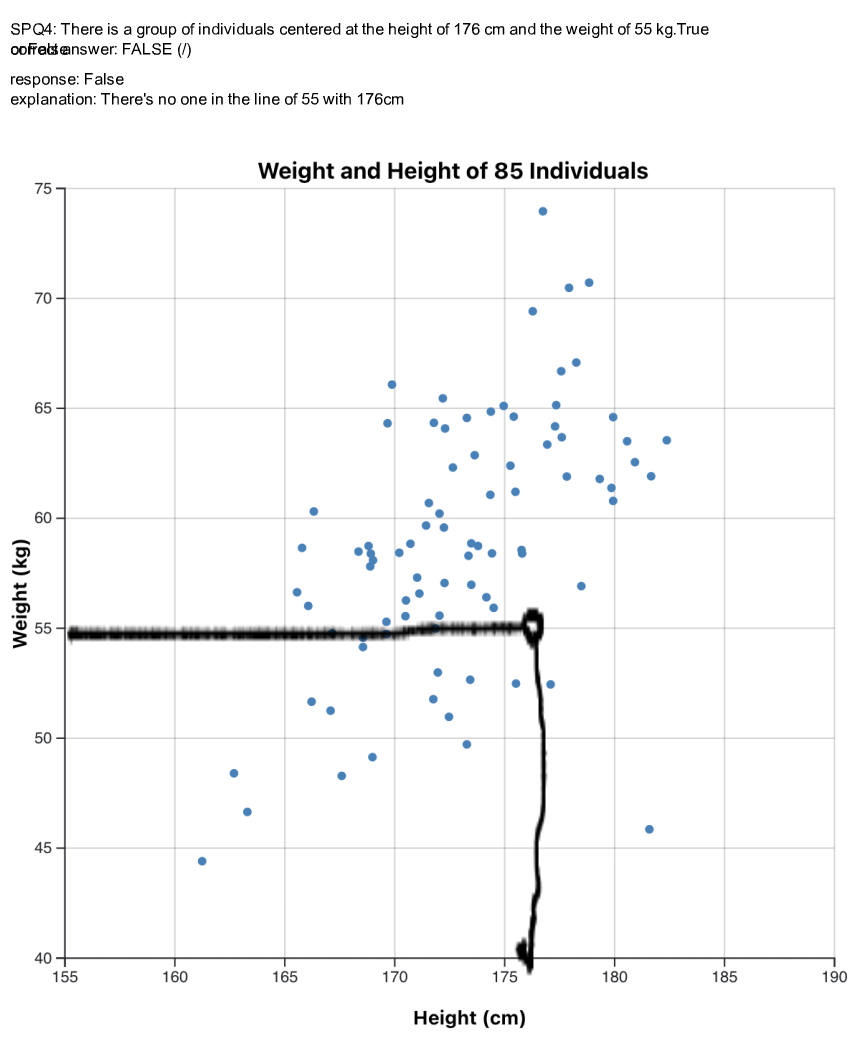 SPQ4: There is a group of individuals centered at the height of 176 cm and the weight of 55 kg.True
or False
correct answer: FALSE (/)
response: False
explanation: There's no one in the line of 55 with 176cm
Weight and Height of 85 Individuals
75
70
65
60
55
50
45
40
Weight (kg)
155 160 165 170 175 180 185 190
Height (cm)